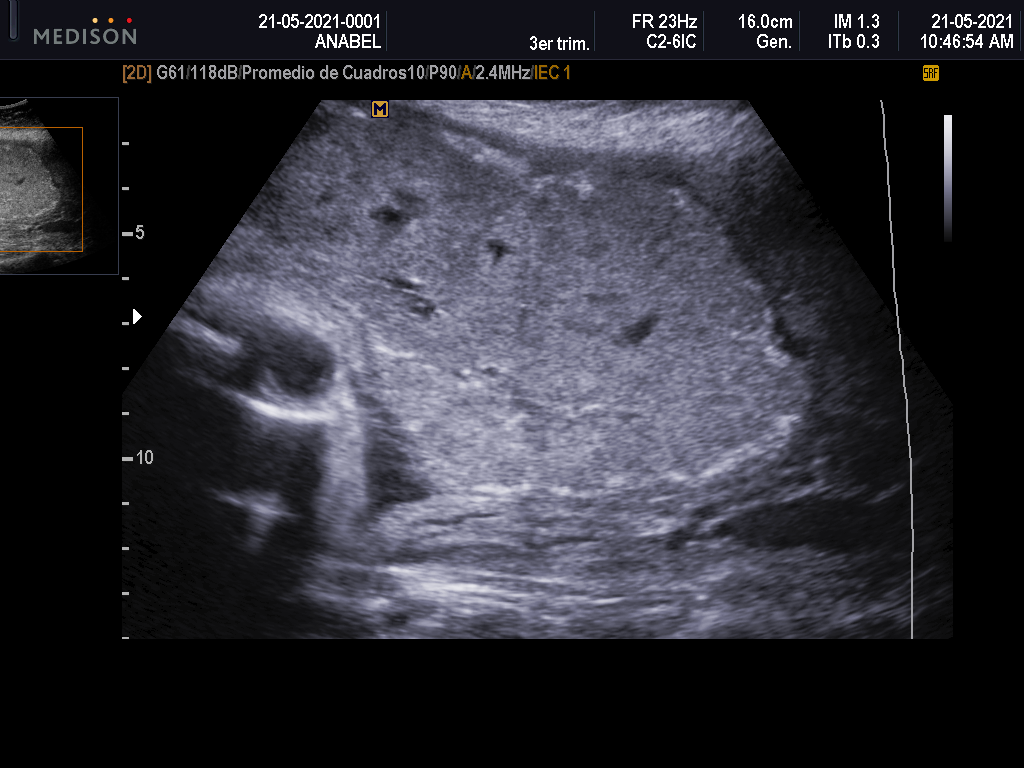 MEDISON
21-05-2021-0001
ANABEL
3er trim.
FR 23Hz
C2-6IC
16.0cm
Gen.
IM 1.3
ITb 0.3
21-05-2021
10:46:54 AM
[2D] G61/118dB/Promedio de Cuadros10/P90/A/2.4MHz/IEC 1
SRF
M
5
10